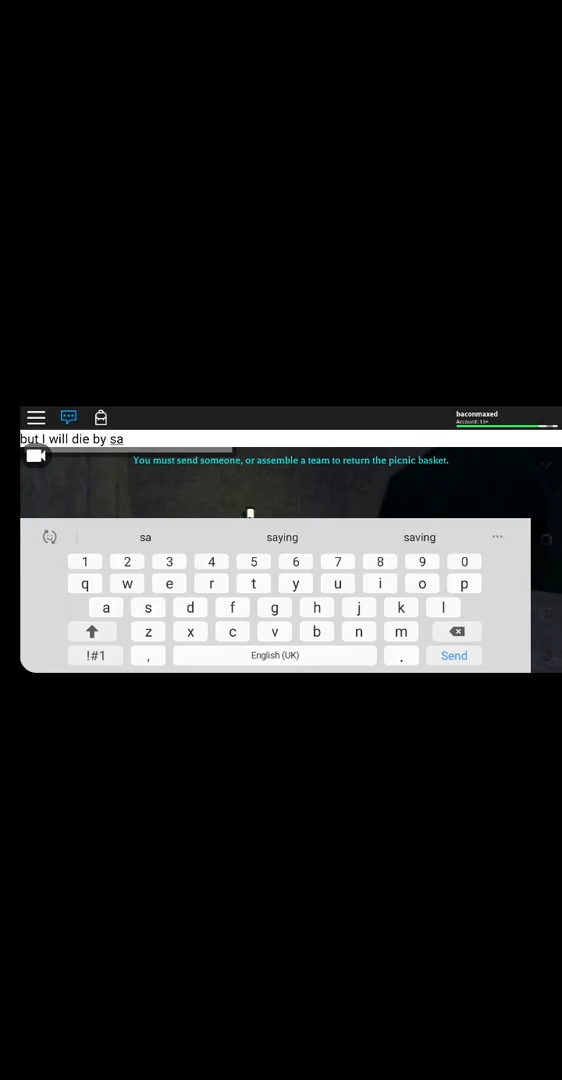 baconmaxed
Account: 13+
but I will die by sa
You must send someone, or assemble a team to return the picnic basket.
sa saying saving
1 2 3 4 5 6 7 8 9 0
q w e r t y u i o p
a s d f g h j k l
z x c v b n m
!#1 , English (UK) . Send